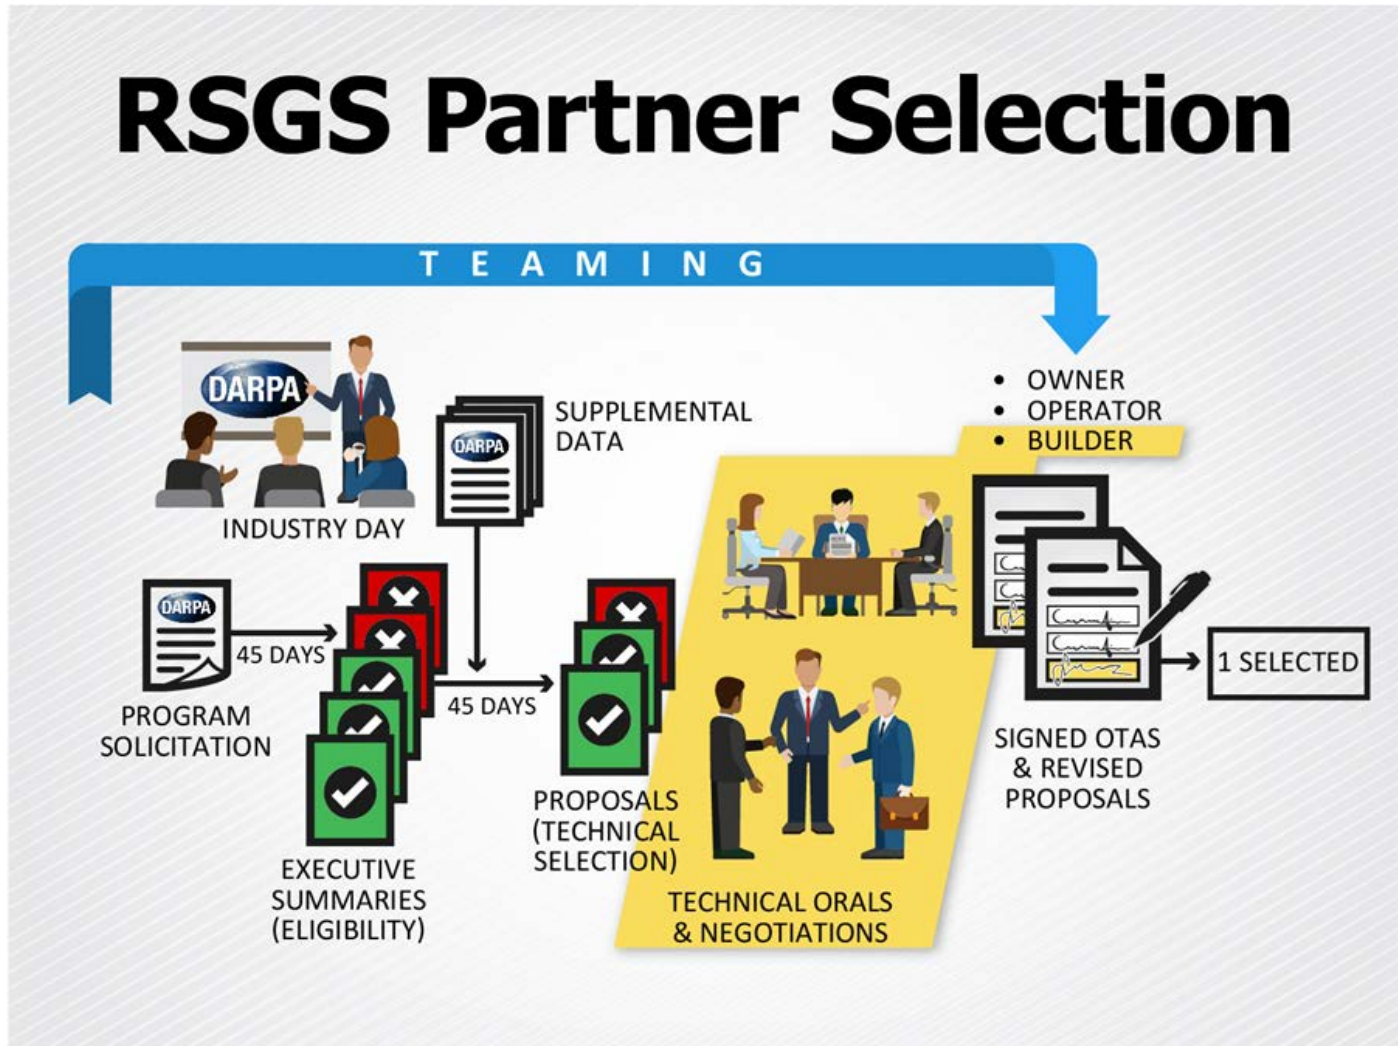 RSGS Partner Selection
TEAMING
DARPA
INDUSTRY DAY
DARPA
SUPPLEMENTAL
DATA
• OWNER
• OPERATOR
• BUILDER
DARPA
45 DAYS
PROGRAM
SOLICITATION
EXECUTIVE
SUMMARIES
(ELIGIBILITY)
45 DAYS
PROPOSALS
(TECHNICAL
SELECTION)
TECHNICAL ORALS
& NEGOTIATIONS
SIGNED OTAS
& REVISED
PROPOSALS
1 SELECTED